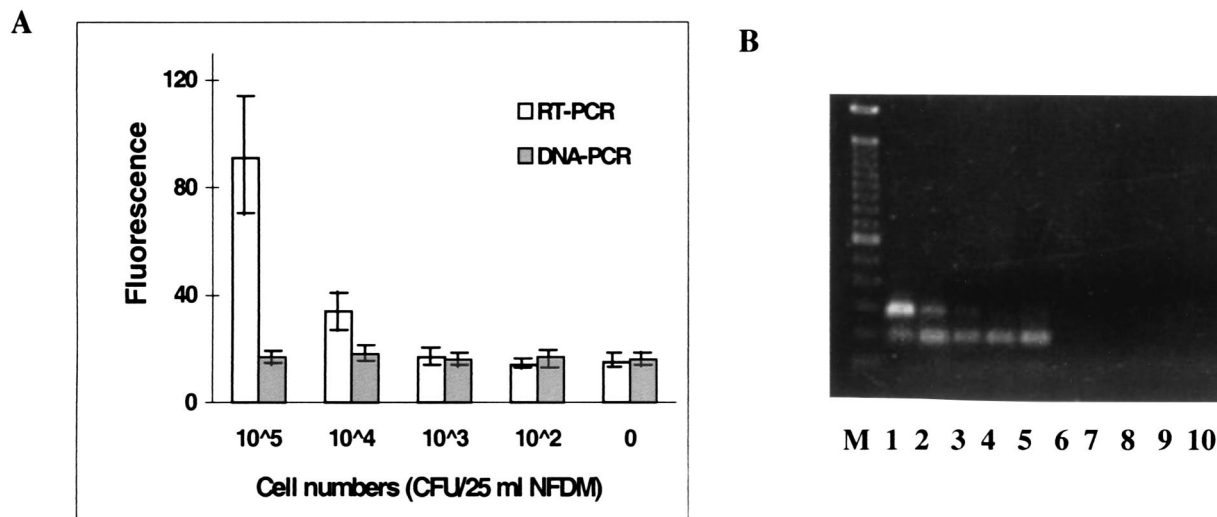 A
Fluorescence
120
80
40
0
RT-PCR
DNA-PCR
10^5 10^4 10^3 10^2 0
Cell numbers (CFU/25 ml NFDM)
B
M 1 2 3 4 5 6 7 8 9 10